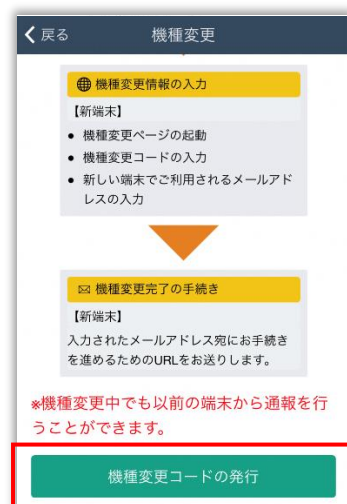 戻る 機種変更
機種変更情報の入力
【新端末】
● 機種変更ページの起動
● 機種変更コードの入力
● 新しい端末でご利用されるメールアド
レスの入力
機種変更完了の手続き
【新端末】
入力されたメールアドレス宛にお手続き
を進めるためのURLをお送りします。
※機種変更中でも以前の端末から通報を行
うことができます。
機種変更コードの発行